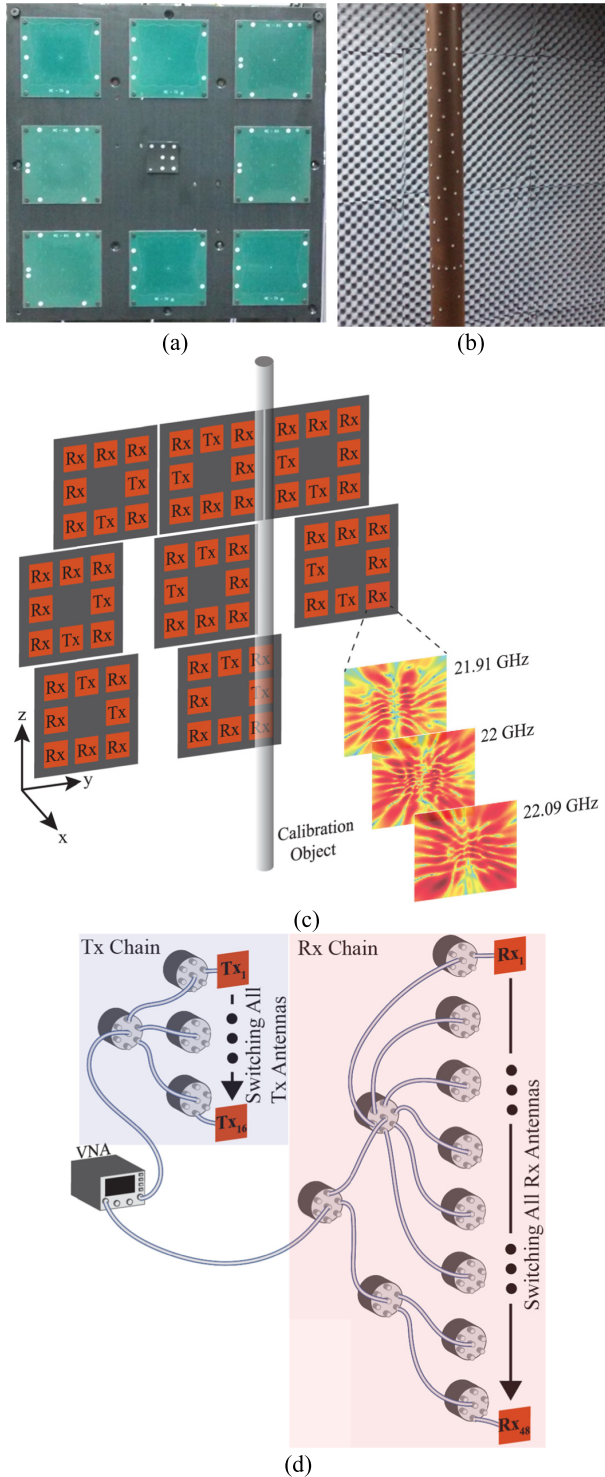 (a)
(b)
Rx Rx Rx
Rx Tx
Rx Tx Rx
Rx Tx Rx
Tx Rx
Rx Rx Rx
Rx Rx Rx
Tx Rx
Rx Tx Rx
Rx Rx Rx
Rx Tx
Rx Tx Rx
Rx Tx Rx
Tx Rx
Rx Rx Rx
Rx Rx Rx
Tx Rx
Rx Tx Rx
Rx Tx Rx
Rx Tx
Rx Rx Rx
Rx Tx Rx
Rx Tx
Rx Rx Rx
z
y
x
21.91 GHz
22 GHz
22.09 GHz
Calibration
Object
(c)
Tx Chain
Tx1
Switching All
Tx Antennas
Tx16
VNA
Rx Chain
Rx1
Switching All Rx Antennas
Rx48
(d)